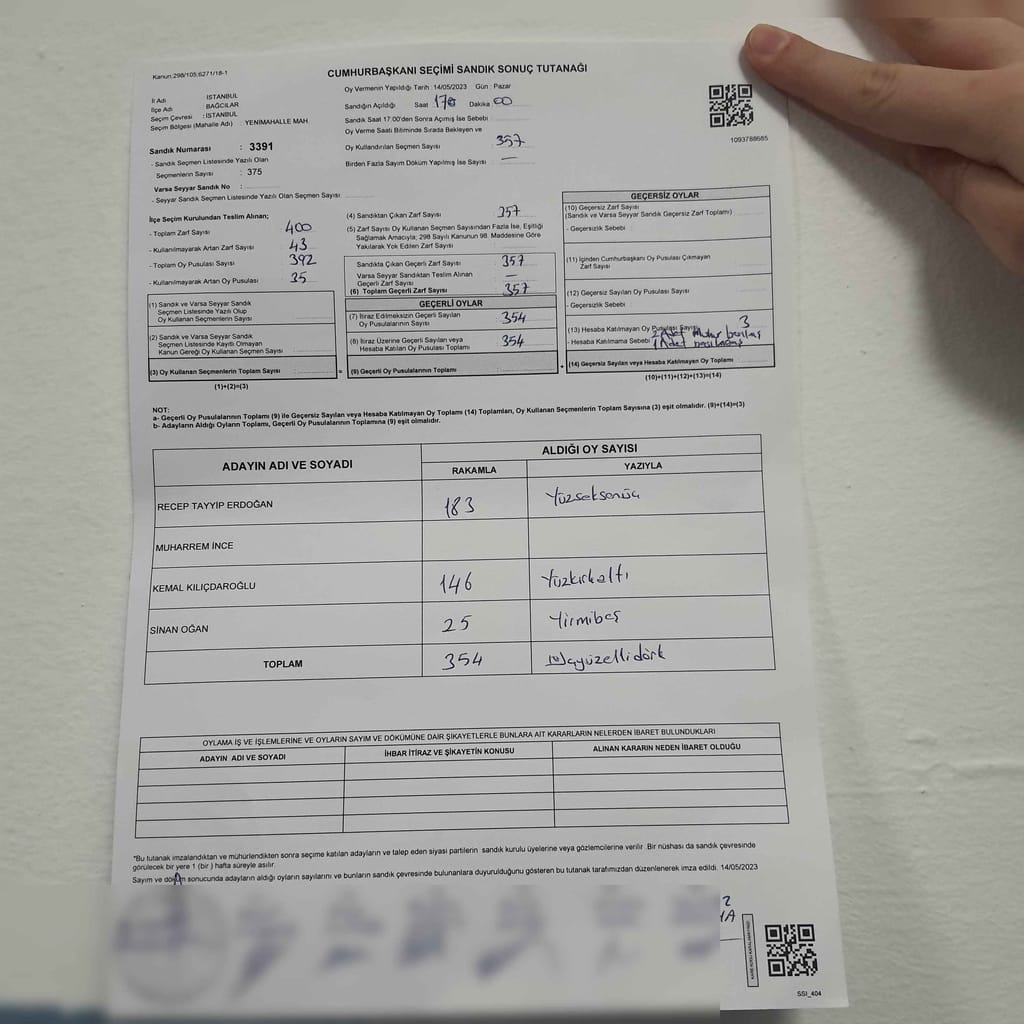 Kanun:298/105,6271/18-1
CUMHURBAŞKANI SEÇİMİ SANDIK SONUÇ TUTANAĞI
İl Adı : İSTANBUL
İlçe Adı : BAĞCILAR
Seçim Çevresi : İSTANBUL
Seçim Bölgesi (Mahalle Adı) : YENİMAHALLE MAH
Oy Vermenin Yapıldığı Tarih : 14/05/2023 Gün : Pazar
Sandığın Açıldığı Saat 17 Dakika 00
Sandık Saat 17:00'den Sonra Açılmış İse Sebebi
Oy Verme Saati Bitiminde Sırada Bekleyen ve
Oy Kullandırılan Seçmen Sayısı 357
Birden Fazla Sayım Döküm Yapılmış İse Sayısı : —
1093788685
Sandık Numarası : 3391
- Sandık Seçmen Listesinde Yazılı Olan
Seçmenlerin Sayısı : 375
Varsa Seyyar Sandık No :
- Seyyar Sandık Seçmen Listesinde Yazılı Olan Seçmen Sayısı
İlçe Seçim Kurulundan Teslim Alınan;
- Toplam Zarf Sayısı 400
- Kullanılmayarak Artan Zarf Sayısı 43
- Toplam Oy Pusulası Sayısı 392
- Kullanılmayarak Artan Oy Pusulası 35
(1) Sandık ve Varsa Seyyar Sandık
Seçmen Listesinde Yazılı Olup
Oy Kullanan Seçmenlerin Sayısı
(2) Sandık ve Varsa Seyyar Sandık
Seçmen Listesinde Kayıtlı Olmayan
Kanun Gereği Oy Kullanan Seçmen Sayısı
(3) Oy Kullanan Seçmenlerin Toplam Sayısı
(1)+(2)=(3)
(4) Sandıktan Çıkan Zarf Sayısı 357
(5) Zarf Sayısı Oy Kullanan Seçmen Sayısından Fazla İse, Eşitliği
Sağlamak Amacıyla; 298 Sayılı Kanunun 98. Maddesine Göre
Yakılarak Yok Edilen Zarf Sayısı
Sandıkta Çıkan Geçerli Zarf Sayısı : 357
Varsa Seyyar Sandıktan Teslim Alınan
Geçerli Zarf Sayısı : —
(6) Toplam Geçerli Zarf Sayısı : 357
GEÇERLİ OYLAR
(7) İtiraz Edilmeksizin Geçerli Sayılan
Oy Pusulalarının Sayısı : 354
(8) İtiraz Üzerine Geçerli Sayılan veya
Hesaba Katılan Oy Pusulası Toplamı : 354
= (9) Geçerli Oy Pusulalarının Toplamı :
GEÇERSİZ OYLAR
(10) Geçersiz Zarf Sayısı
(Sandık ve Varsa Seyyar Sandık Geçersiz Zarf Toplamı)
- Geçersizlik Sebebi :
(11) İçinden Cumhurbaşkanı Oy Pusulası Çıkmayan
Zarf Sayısı
(12) Geçersiz Sayılan Oy Pusulası Sayısı
- Geçersizlik Sebebi :
(13) Hesaba Katılmayan Oy Pusulası Sayısı 3
- Hesaba Katılmama Sebebi : 2 Adet
1 Adet
+ (14) Geçersiz Sayılan veya Hesaba Katılmayan Oy Toplamı
(10)+(11)+(12)+(13)=(14)
NOT:
a- Geçerli Oy Pusulalarının Toplamı (9) ile Geçersiz Sayılan veya Hesaba Katılmayan Oy Toplamı (14) Toplamları, Oy Kullanan Seçmenlerin Toplam Sayısına (3) eşit olmalıdır. (9)+(14)=(3)
b- Adayların Aldığı Oyların Toplamı, Geçerli Oy Pusulalarının Toplamına (9) eşit olmalıdır.
ADAYIN ADI VE SOYADI ALDIĞI OY SAYISI
RAKAMLA YAZIYLA
RECEP TAYYİP ERDOĞAN 183 Yüzseksenüç
MUHARREM İNCE
KEMAL KILIÇDAROĞLU 146 Yüzkırkaltı
SİNAN OĞAN 25 Yirmibeş
TOPLAM 354
OYLAMA İŞ VE İŞLEMLERİNE VE OYLARIN SAYIM VE DÖKÜMÜNE DAİR ŞİKAYETLERLE BUNLARA AİT KARARLARIN NELERDEN İBARET BULUNDUKLARI
ADAYIN ADI VE SOYADI İHBAR İTİRAZ VE ŞİKAYETİN KONUSU ALINAN KARARIN NEDEN İBARET OLDUĞU
*Bu tutanak imzalandıktan ve mühürlendikten sonra seçime katılan adayların ve talep eden siyasi partilerin sandık kurulu üyelerine veya gözlemcilerine verilir .Bir nüshası da sandık çevresinde
görülecek bir yere 1 (bir) hafta süreyle asılır.
Sayım ve döküm sonucunda adayların aldığı oyların sayılarını ve bunların sandık çevresinde bulunanlara duyurulduğunu gösteren bu tutanak tarafımızdan düzenlenerek imza edildi. 14/05/2023
SSİ_404